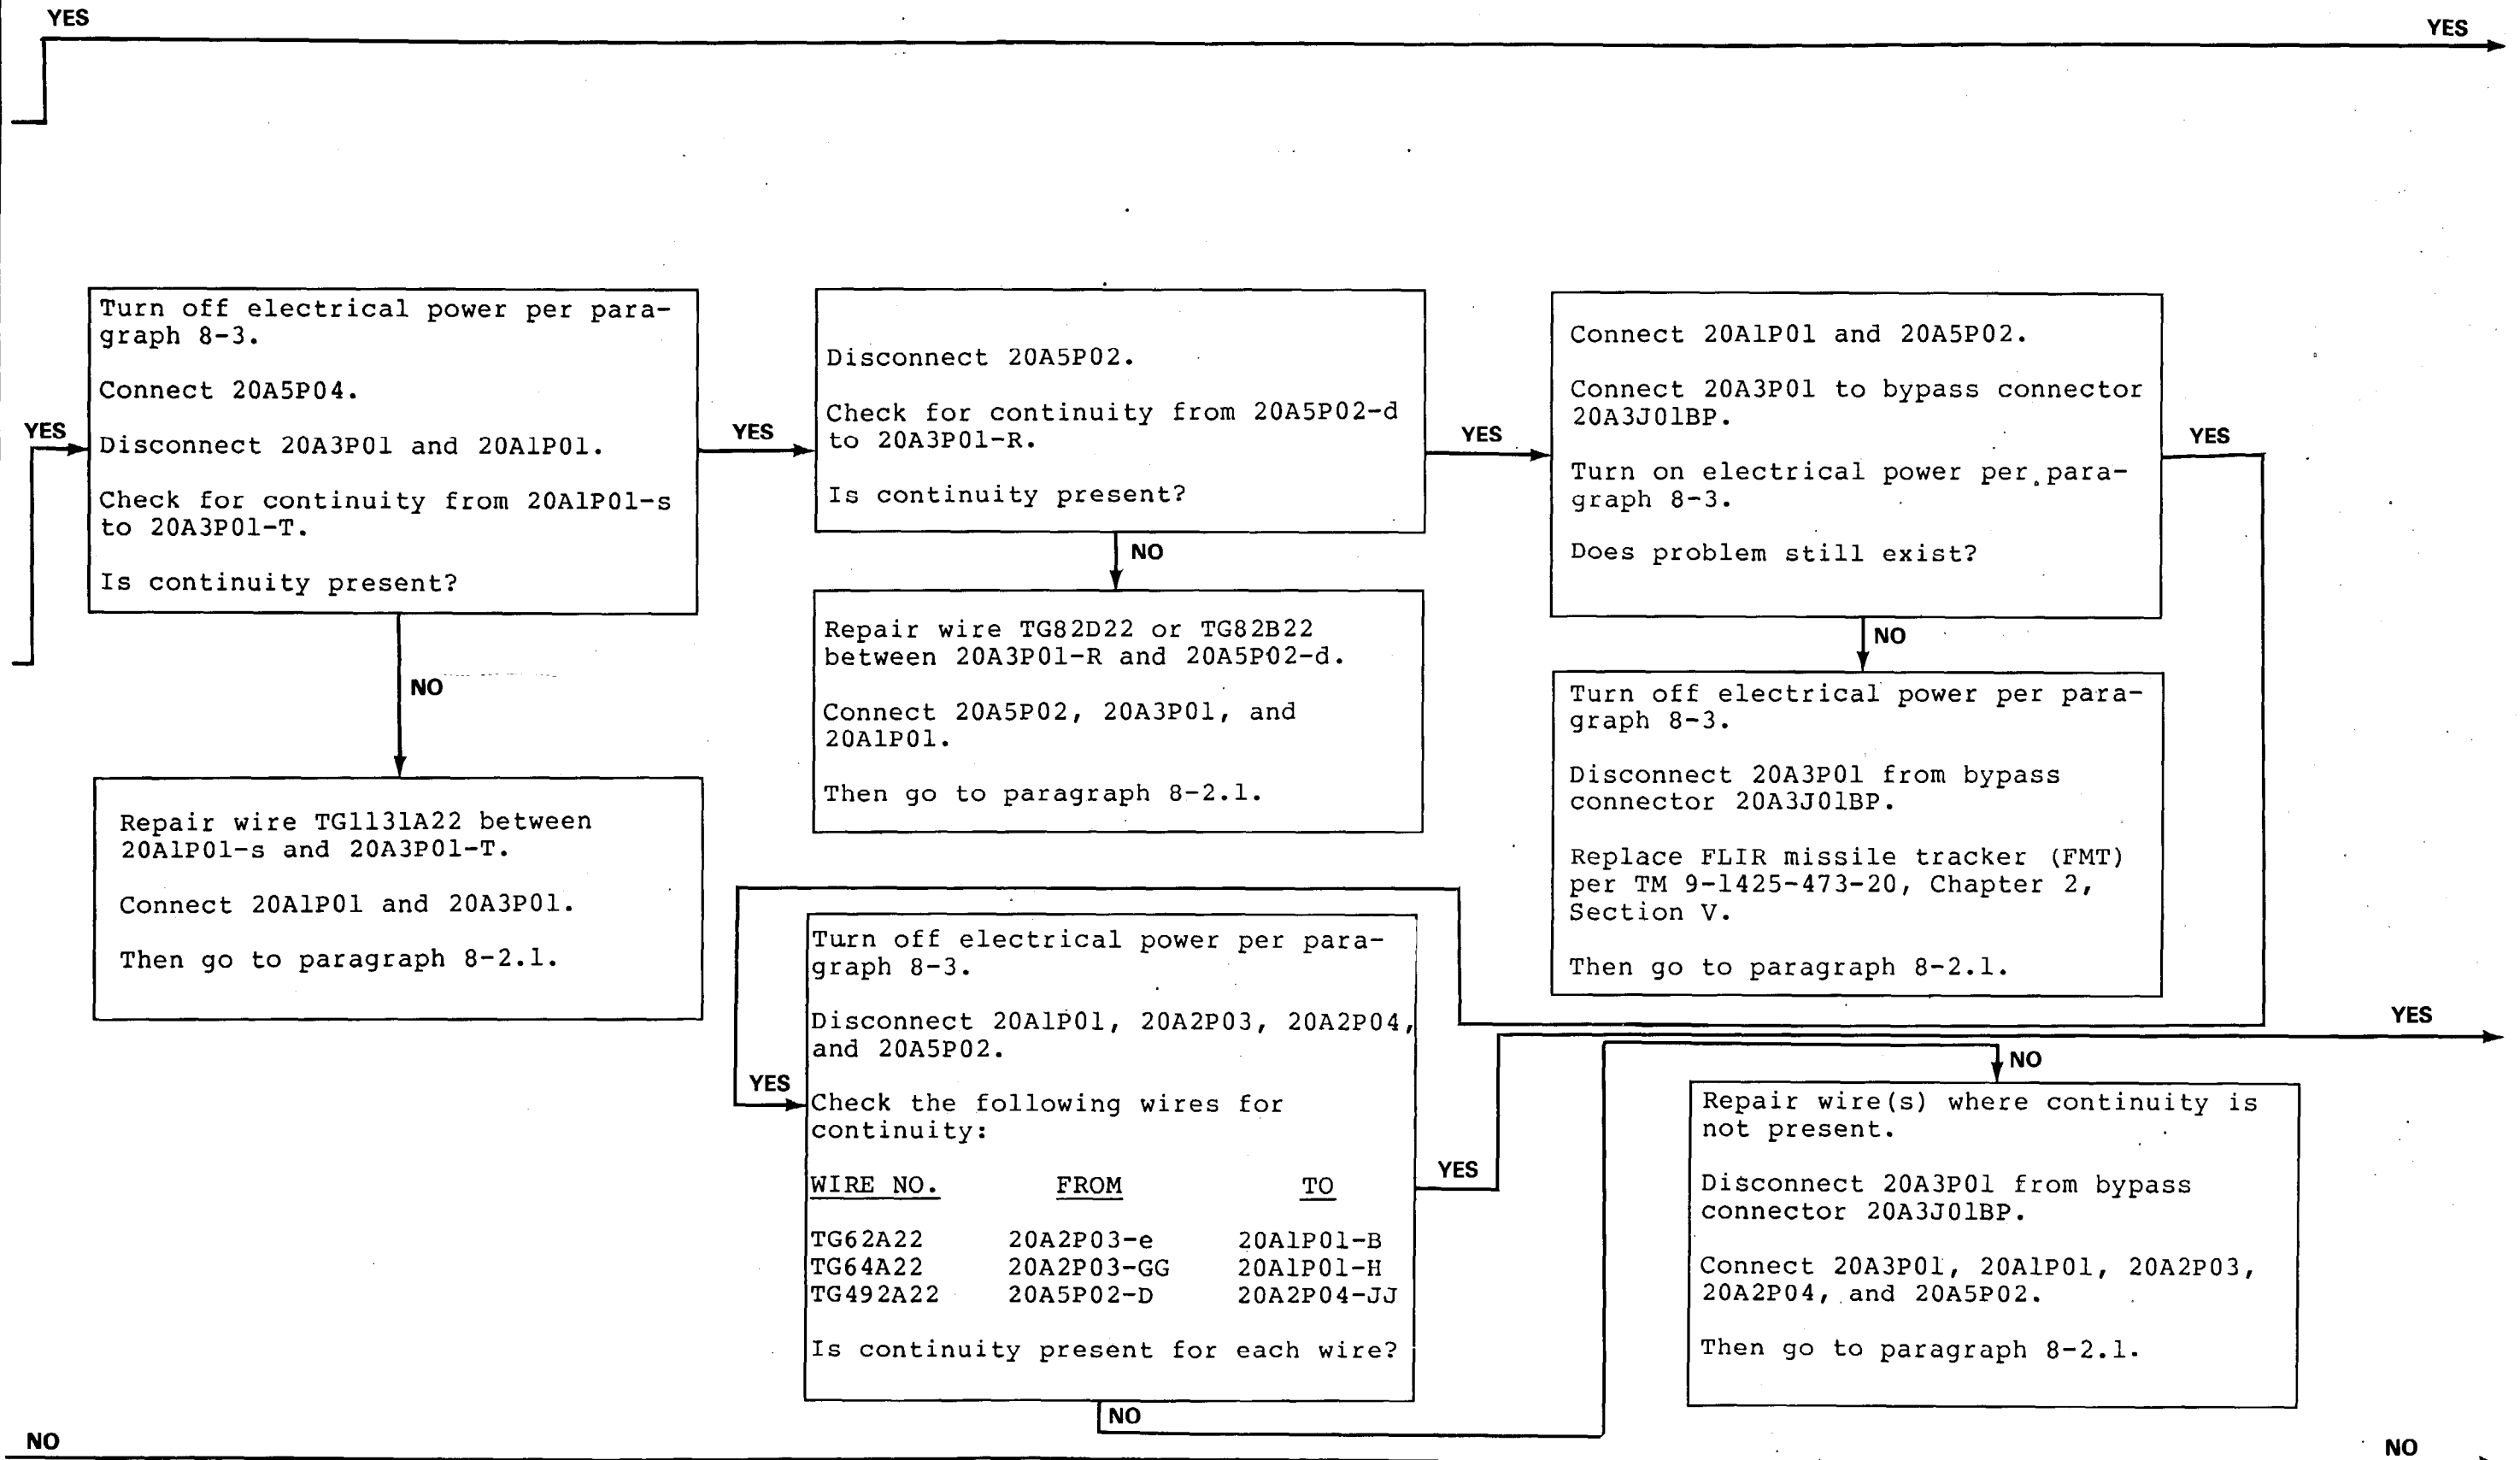 YES
YES
YES
Turn off electrical power per para-
graph 8-3.
Connect 20A5P04.
Disconnect 20A3P01 and 20A1P01.
Check for continuity from 20A1P01-s
to 20A3P01-T.
Is continuity present?
NO
Repair wire TG1131A22 between
20A1P01-s and 20A3P01-T.
Connect 20A1P01 and 20A3P01.
Then go to paragraph 8-2.1.
YES
Disconnect 20A5P02.
Check for continuity from 20A5P02-d
to 20A3P01-R.
Is continuity present?
NO
Repair wire TG82D22 or TG82B22
between 20A3P01-R and 20A5P02-d.
Connect 20A5P02, 20A3P01, and
20A1P01.
Then go to paragraph 8-2.1.
YES
Connect 20A1P01 and 20A5P02.
Connect 20A3P01 to bypass connector
20A3J01BP.
Turn on electrical power per para-
graph 8-3.
Does problem still exist?
NO
Turn off electrical power per para-
graph 8-3.
Disconnect 20A3P01 from bypass
connector 20A3J01BP.
Replace FLIR missile tracker (FMT)
per TM 9-1425-473-20, Chapter 2,
Section V.
Then go to paragraph 8-2.1.
YES
YES
Turn off electrical power per para-
graph 8-3.
Disconnect 20A1P01, 20A2P03, 20A2P04,
and 20A5P02.
Check the following wires for
continuity:
WIRE NO. FROM TO
TG62A22 20A2P03-e 20A1P01-B
TG64A22 20A2P03-GG 20A1P01-H
TG492A22 20A5P02-D 20A2P04-JJ
Is continuity present for each wire?
YES
YES
NO
NO
Repair wire(s) where continuity is
not present.
Disconnect 20A3P01 from bypass
connector 20A3J01BP.
Connect 20A3P01, 20A1P01, 20A2P03,
20A2P04, and 20A5P02.
Then go to paragraph 8-2.1.
NO
NO